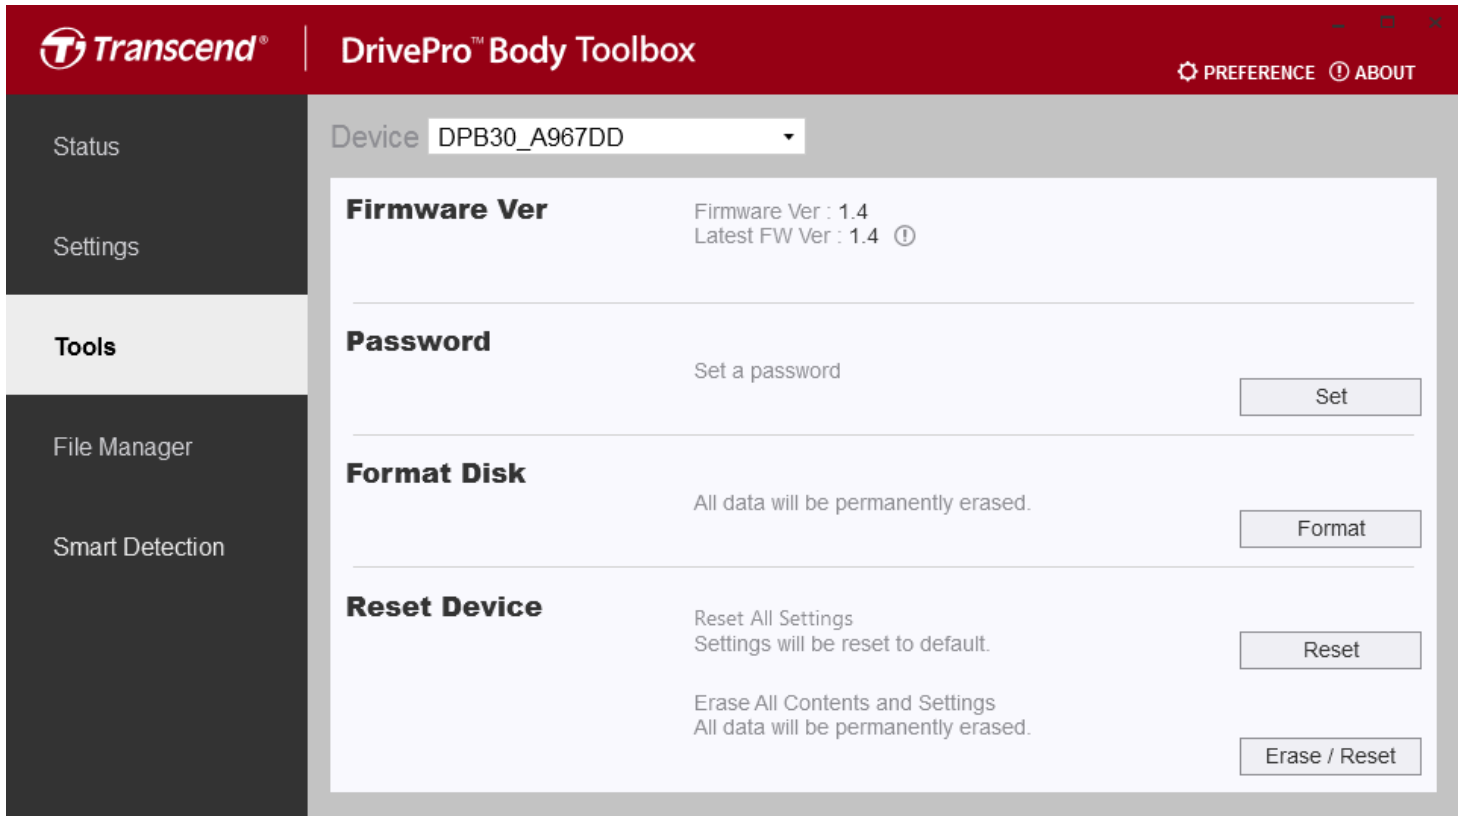 Transcend®
DrivePro™ Body Toolbox
PREFERENCE ABOUT
Status
Settings
Tools
File Manager
Smart Detection
Device DPB30_A967DD
Firmware Ver
Firmware Ver : 1.4
Latest FW Ver : 1.4
Password
Set a password
Set
Format Disk
All data will be permanently erased.
Format
Reset Device
Reset All Settings
Settings will be reset to default.
Reset
Erase All Contents and Settings
All data will be permanently erased.
Erase / Reset